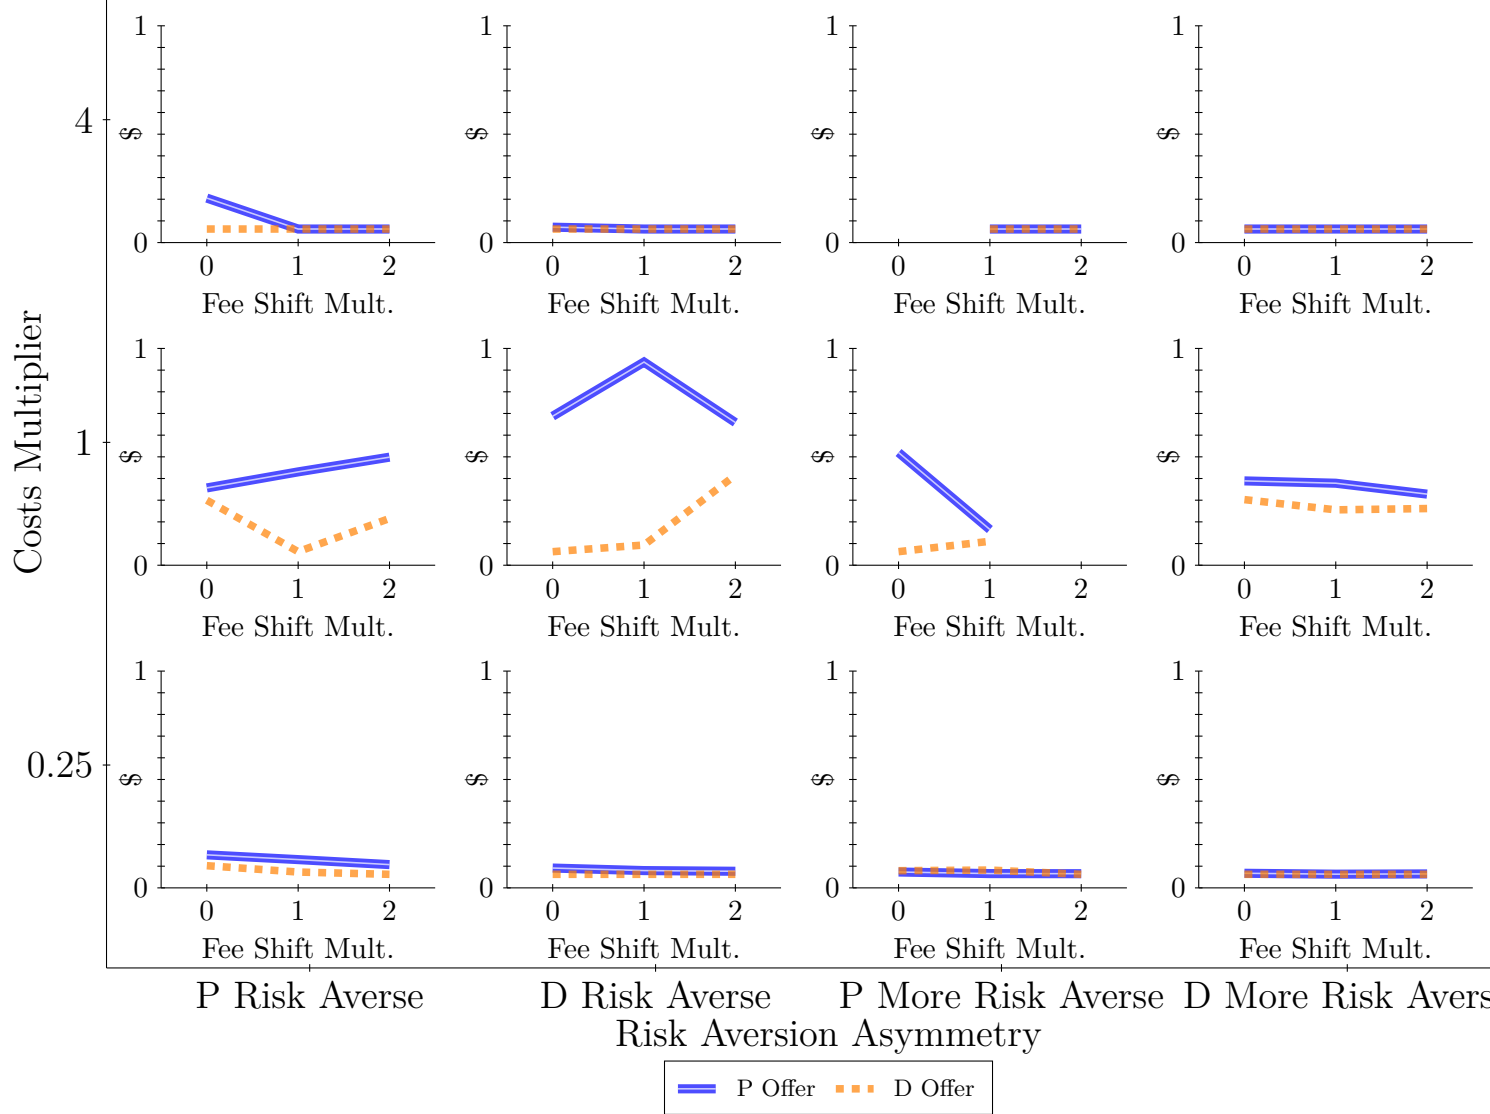 1 1 1 1
4 $ $ $ $
0 0 0 0
0 1 2 0 1 2 0 1 2 0 1 2
Fee Shift Mult. Fee Shift Mult. Fee Shift Mult. Fee Shift Mult.
Costs Multiplier
1 1 1 1
1 $ $ $ $
0 0 0 0
0 1 2 0 1 2 0 1 2 0 1 2
Fee Shift Mult. Fee Shift Mult. Fee Shift Mult. Fee Shift Mult.
1 1 1 1
0.25 $ $ $ $
0 0 0 0
0 1 2 0 1 2 0 1 2 0 1 2
Fee Shift Mult. Fee Shift Mult. Fee Shift Mult. Fee Shift Mult.
P Risk Averse D Risk Averse P More Risk Averse D More Risk Avers
Risk Aversion Asymmetry
P Offer D Offer